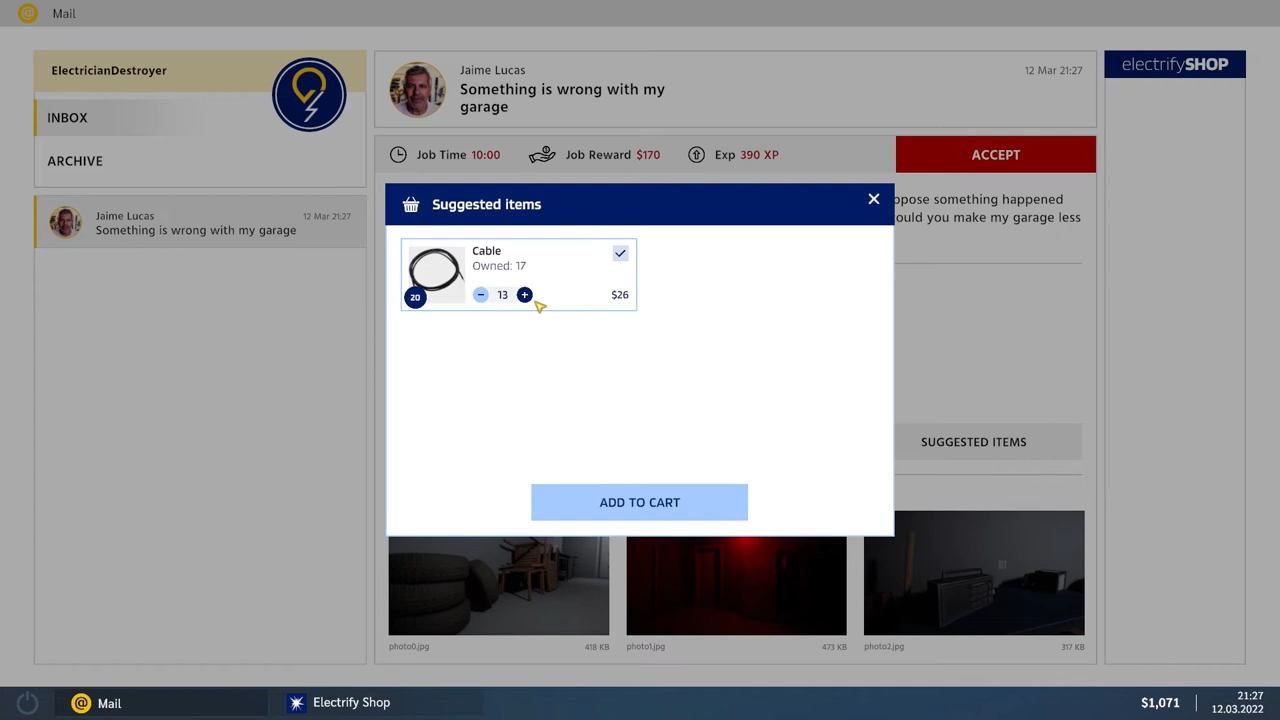 Mail
ElectricianDestroyer
INBOX
ARCHIVE
Jaime Lucas
12 Mar 21:27
Something is wrong with my garage
Jaime Lucas
12 Mar 21:27
Something is wrong with my
garage
Job Time 10:00
Job Reward $170
Exp 390 XP
ACCEPT
ppose something happened
ould you make my garage less
Suggested items
Cable
Owned: 17
20
13
$26
ADD TO CART
SUGGESTED ITEMS
photo0.jpg
418 KB
photo1.jpg
473 KB
photo2.jpg
317 KB
electrifySHOP
Mail
Electrify Shop
$1,071
21:27
12.03.2022